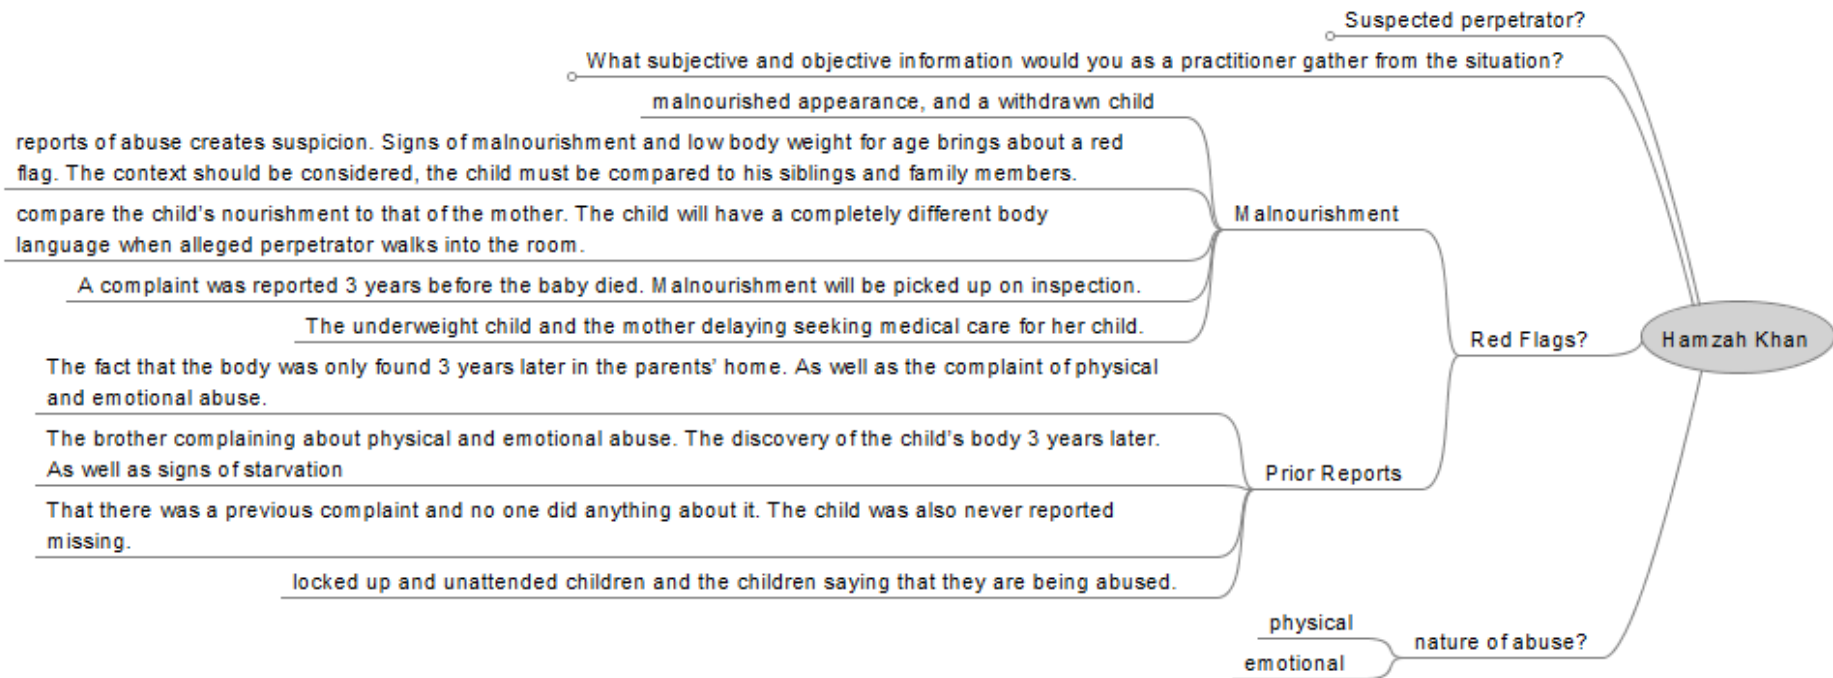 Suspected perpetrator?
What subjective and objective information would you as a practitioner gather from the situation?
malnourished appearance, and a withdrawn child
reports of abuse creates suspicion. Signs of malnourishment and low body weight for age brings about a red
flag. The context should be considered, the child must be compared to his siblings and family members.
compare the child's nourishment to that of the mother. The child will have a completely different body
language when alleged perpetrator walks into the room.
A complaint was reported 3 years before the baby died. Malnourishment will be picked up on inspection.
The underweight child and the mother delaying seeking medical care for her child.
Malnourishment
The fact that the body was only found 3 years later in the parents' home. As well as the complaint of physical
and emotional abuse.
The brother complaining about physical and emotional abuse. The discovery of the child's body 3 years later.
As well as signs of starvation
That there was a previous complaint and no one did anything about it. The child was also never reported
missing.
locked up and unattended children and the children saying that they are being abused.
Prior Reports
Red Flags?
Hamzah Khan
physical
emotional
nature of abuse?